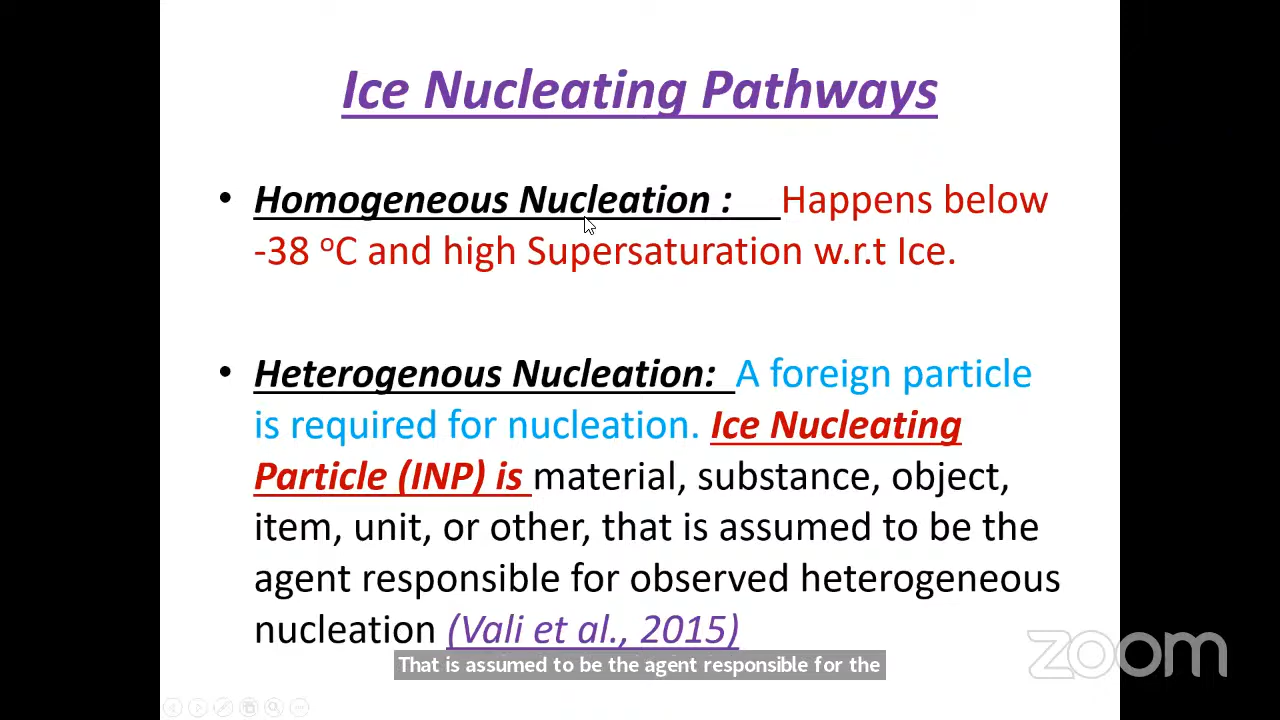 Ice Nucleating Pathways
• Homogeneous Nucleation : Happens below
-38 ºC and high Supersaturation w.r.t Ice.
• Heterogenous Nucleation: A foreign particle
is required for nucleation. Ice Nucleating
Particle (INP) is material, substance, object,
item, unit, or other, that is assumed to be the
agent responsible for observed heterogeneous
nucleation (Vali et al., 2015)
That is assumed to be the agent responsible for the
zoom